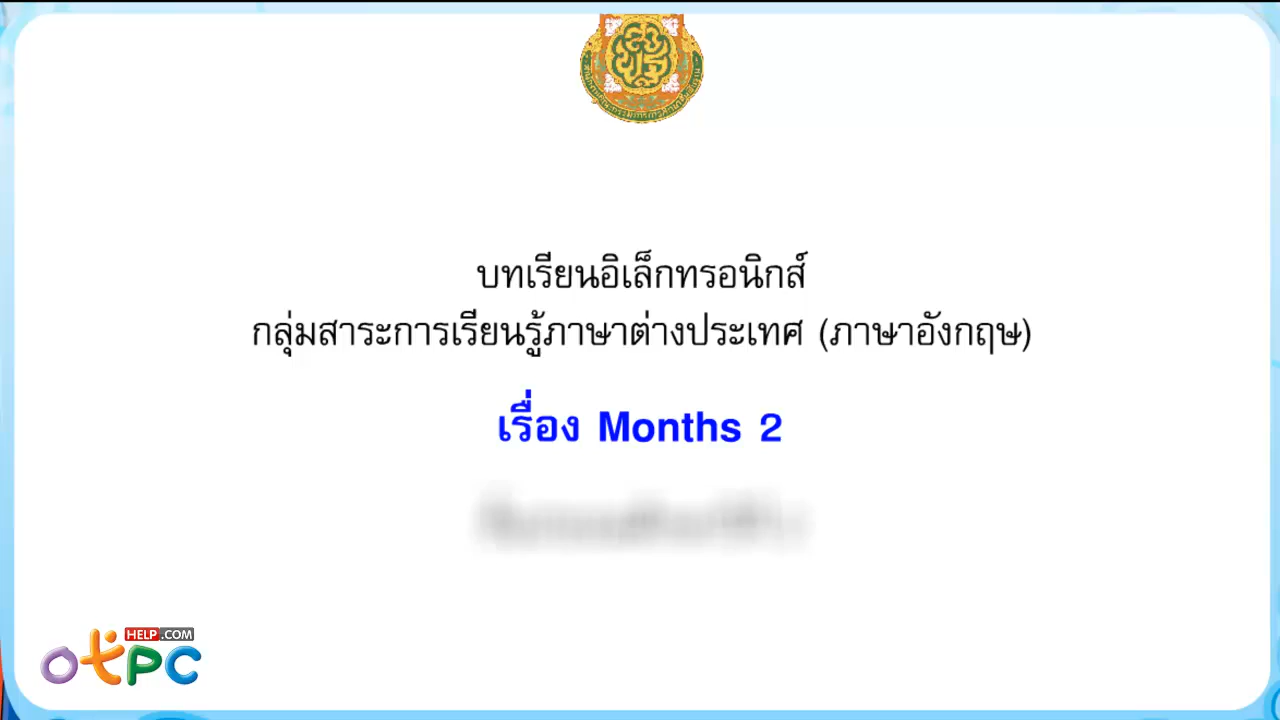 บทเรียนอิเล็กทรอนิกส์
กลุ่มสาระการเรียนรู้ภาษาต่างประเทศ (ภาษาอังกฤษ)
เรื่อง Months 2
HELP.COM
OTPC